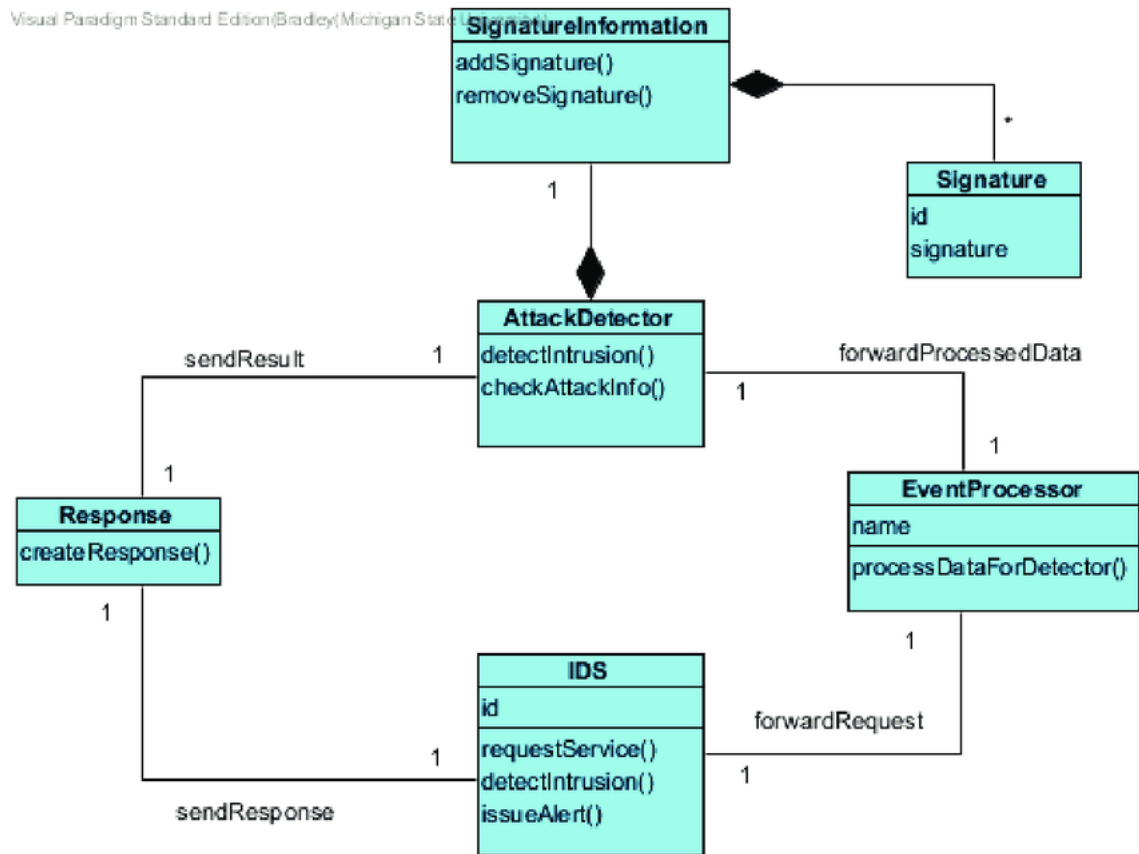 Visual Paradigm Standard Edition(Bradley(Michigan State University))
SignatureInformation
addSignature()
removeSignature()
*
1
Signature
id
signature
AttackDetector
detectIntrusion()
checkAttackInfo()
sendResult
1
forwardProcessedData
1
1
1
Response
createResponse()
EventProcessor
name
processDataForDetector()
1
1
IDS
id
requestService()
detectIntrusion()
issueAlert()
forwardRequest
1
1
sendResponse